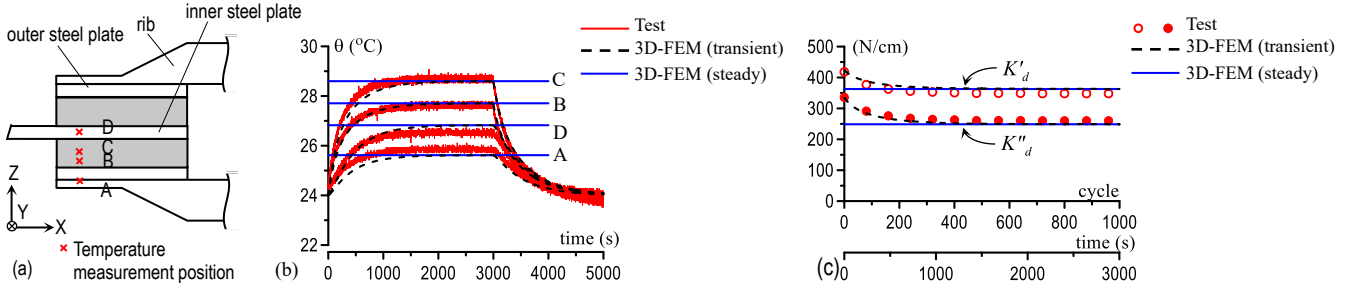 inner steel plate
rib
outer steel plate
D
C
B
A
Z
Y
X
× Temperature
measurement position
(a)
Test
3D-FEM (transient)
3D-FEM (steady)
θ (°C)
30
28
26
24
22
C
B
D
A
time (s)
0 1000 2000 3000 4000 5000
(b)
Test
3D-FEM (transient)
3D-FEM (steady)
(N/cm)
500
400
300
250
200
100
0
K'd
K''d
cycle
0 200 400 600 800 1000
time (s)
0 1000 2000 3000
(c)